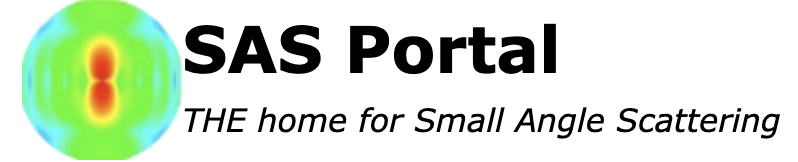 SAS Portal
THE home for Small Angle Scattering